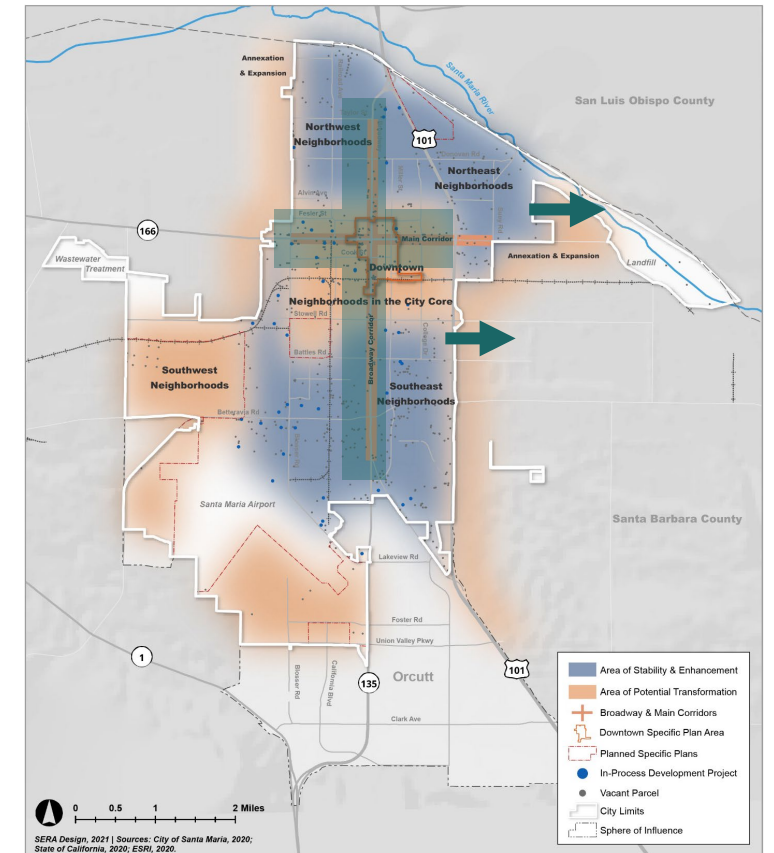 Annexation
& Expansion
Santa Maria River
San Luis Obispo County
Northwest
Neighborhoods
101
Northeast
Neighborhoods
Alvin Ave
Fesler St
166
Main Corridor
Wastewater
Treatment
Annexation & Expansion
Landfill
Downtown
Neighborhoods in the City Core
Stowell Rd
Broadway Corridor
College Dr
Battles Rd
Southwest
Neighborhoods
Southeast
Neighborhoods
Betteravia Rd
Santa Maria Airport
Santa Barbara County
Lakeview Rd
Foster Rd
Union Valley Pkwy
1
135
Orcutt
101
Blosser Rd
California Blvd
Clark Ave
Area of Stability & Enhancement
Area of Potential Transformation
Broadway & Main Corridors
Downtown Specific Plan Area
Planned Specific Plans
In-Process Development Project
Vacant Parcel
City Limits
Sphere of Influence
0 0.5 1 2 Miles
SERA Design, 2021 | Sources: City of Santa Maria, 2020;
State of California, 2020; ESRI, 2020.